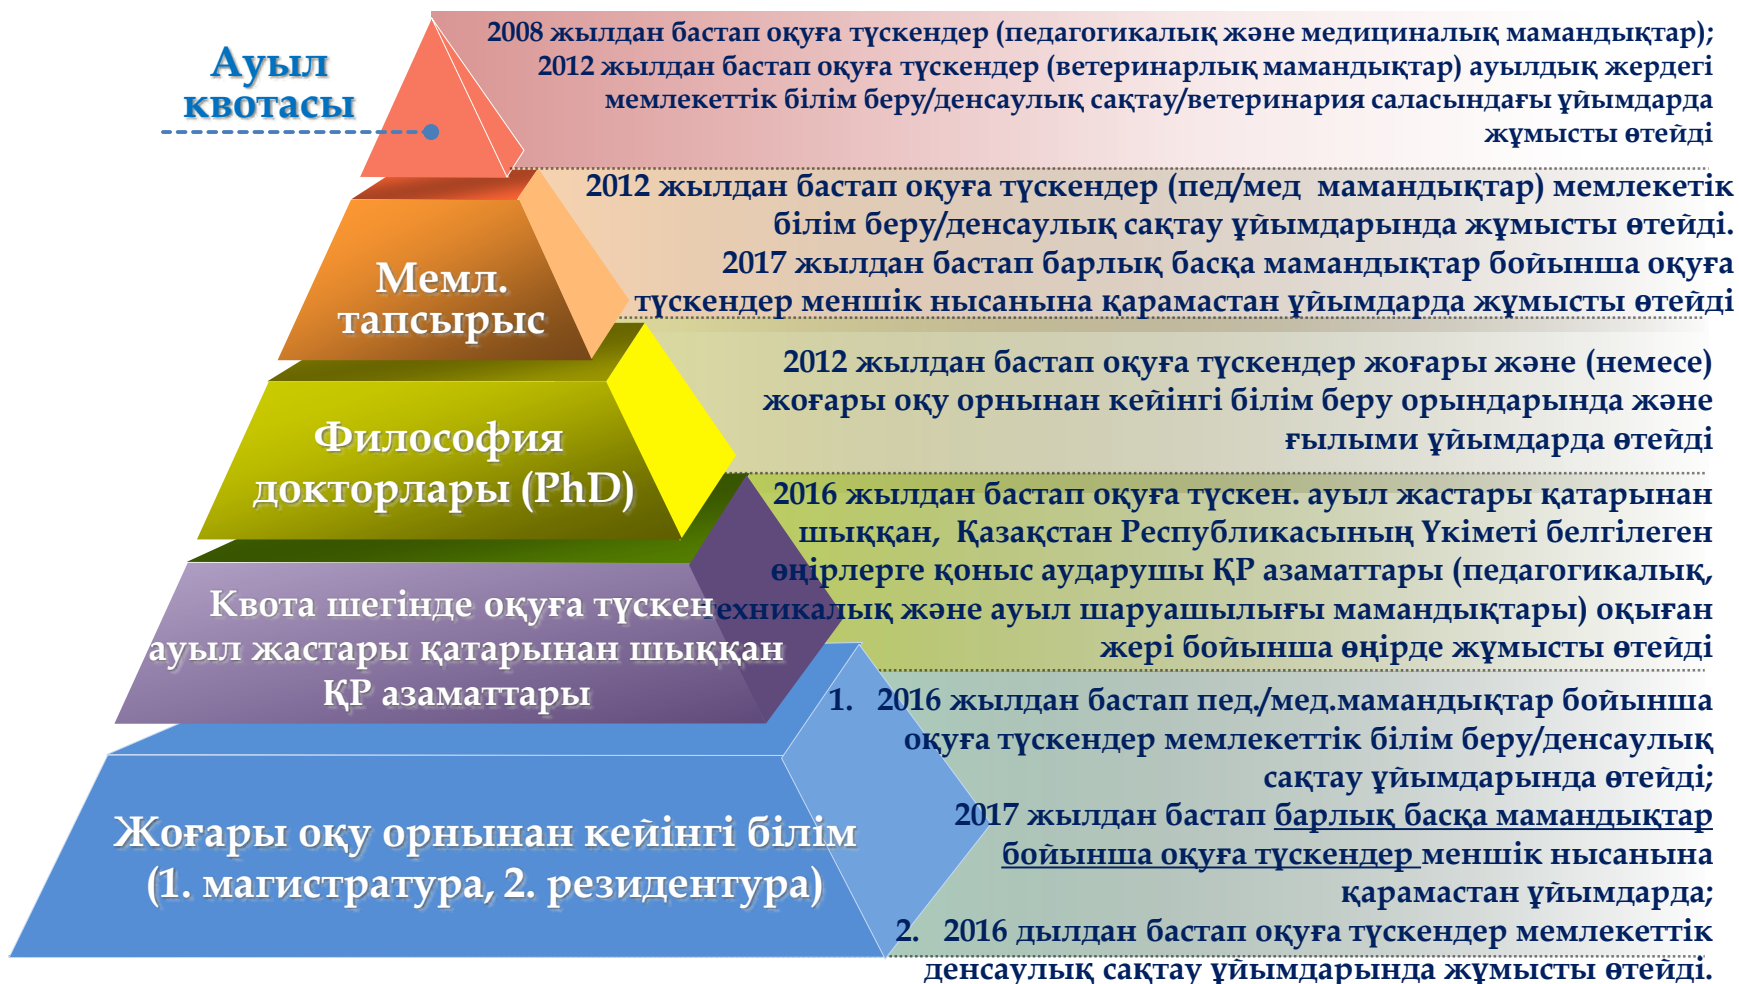 Ауыл
квотасы
2008 жылдан бастап оқуға түскендер (педагогикалық және медициналық мамандықтар);
2012 жылдан бастап оқуға түскендер (ветеринарлық мамандықтар) ауылдық жердегі
мемлекеттік білім беру/денсаулық сақтау/ветеринария саласындағы ұйымдарда
жұмысты өтейді
Мемл.
тапсырыс
2012 жылдан бастап оқуға түскендер (пед/мед мамандықтар) мемлекетік
білім беру/денсаулық сақтау ұйымдарында жұмысты өтейді.
2017 жылдан бастап барлық басқа мамандықтар бойынша оқуға
түскендер меншік нысанына қарамастан ұйымдарда жұмысты өтейді
Философия
докторлары (PhD)
2012 жылдан бастап оқуға түскендер жоғары және (немесе)
жоғары оқу орнынан кейінгі білім беру орындарында және
ғылыми ұйымдарда өтейді
Квота шегінде оқуға түскен
ауыл жастары қатарынан шыққан
ҚР азаматтары
2016 жылдан бастап оқуға түскен. ауыл жастары қатарынан
шыққан, Қазақстан Республикасының Үкіметі белгілеген
өңірлерге қоныс аударушы ҚР азаматтары (педагогикалық,
техникалық және ауыл шаруашылығы мамандықтары) оқыған
жері бойынша өңірде жұмысты өтейді
Жоғары оқу орнынан кейінгі білім
(1. магистратура, 2. резидентура)
1. 2016 жылдан бастап пед./мед.мамандықтар бойынша
оқуға түскендер мемлекеттік білім беру/денсаулық
сақтау ұйымдарында өтейді;
2017 жылдан бастап барлық басқа мамандықтар
бойынша оқуға түскендер меншік нысанына
қарамастан ұйымдарда;
2. 2016 дылдан бастап оқуға түскендер мемлекеттік
денсаулық сақтау ұйымдарында жұмысты өтейді.